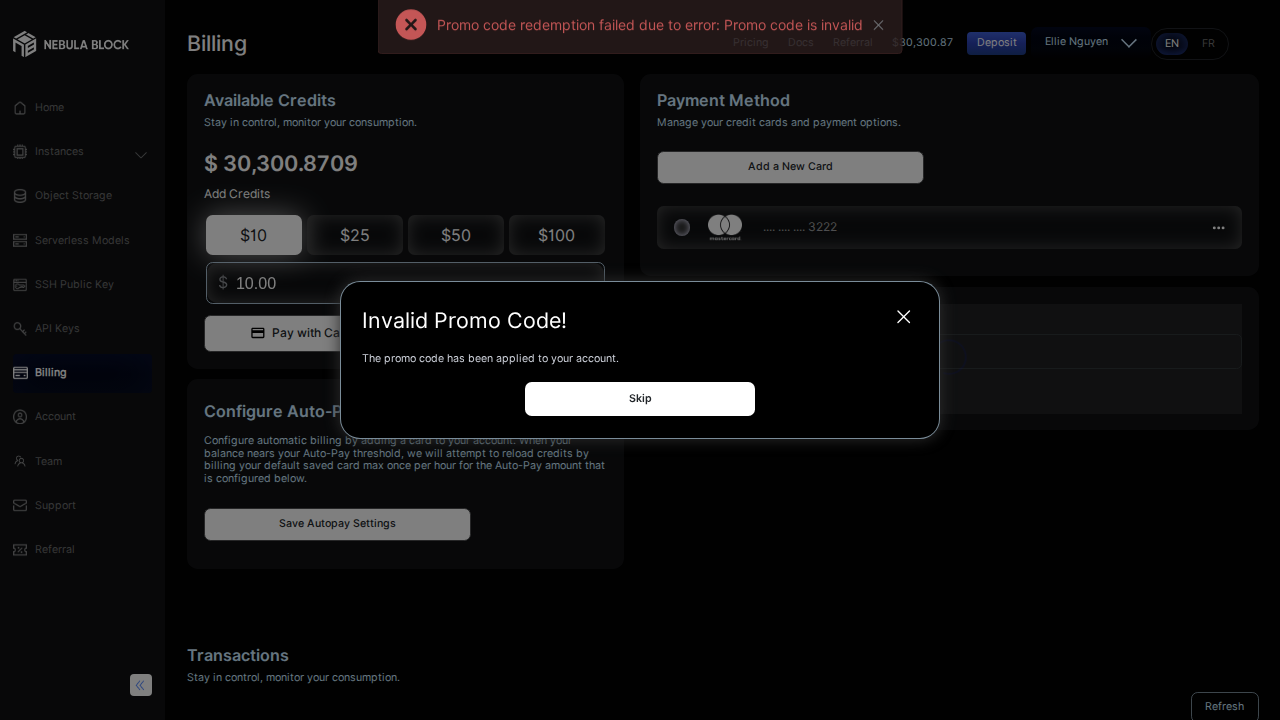 Promo code redemption failed due to error: Promo code is invalid
NEBULA BLOCK
Billing
Pricing
Docs
Referral
$30,300.87
Deposit
Ellie Nguyen
EN
FR
Home
Instances
Object Storage
Serverless Models
SSH Public Key
API Keys
Billing
Account
Team
Support
Referral
Available Credits
Stay in control, monitor your consumption.
$ 30,300.8709
Add Credits
$10
$25
$50
$100
$ 10.00
Pay with Ca
Payment Method
Manage your credit cards and payment options.
Add a New Card
mastercard
.... .... .... 3222
Invalid Promo Code!
The promo code has been applied to your account.
Skip
Configure Auto-P
Configure automatic billing by adding a card to your account. When your
balance nears your Auto-Pay threshold, we will attempt to reload credits by
billing your default saved card max once per hour for the Auto-Pay amount that
is configured below.
Save Autopay Settings
Transactions
Stay in control, monitor your consumption.
Refresh